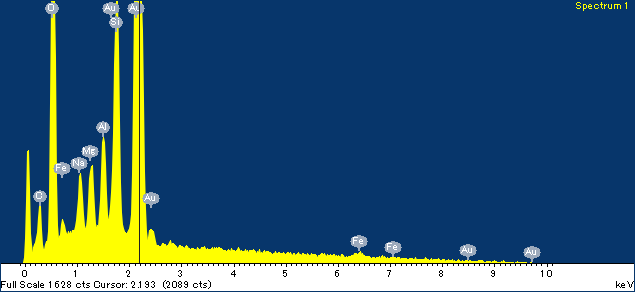 Spectrum 1
O Au Au
Si
Al
Mg
Fe Na
C Au
Fe Fe Au Au
0 1 2 3 4 5 6 7 8 9 10
Full Scale 1628 cts Cursor: 2.193 (2089 cts) keV